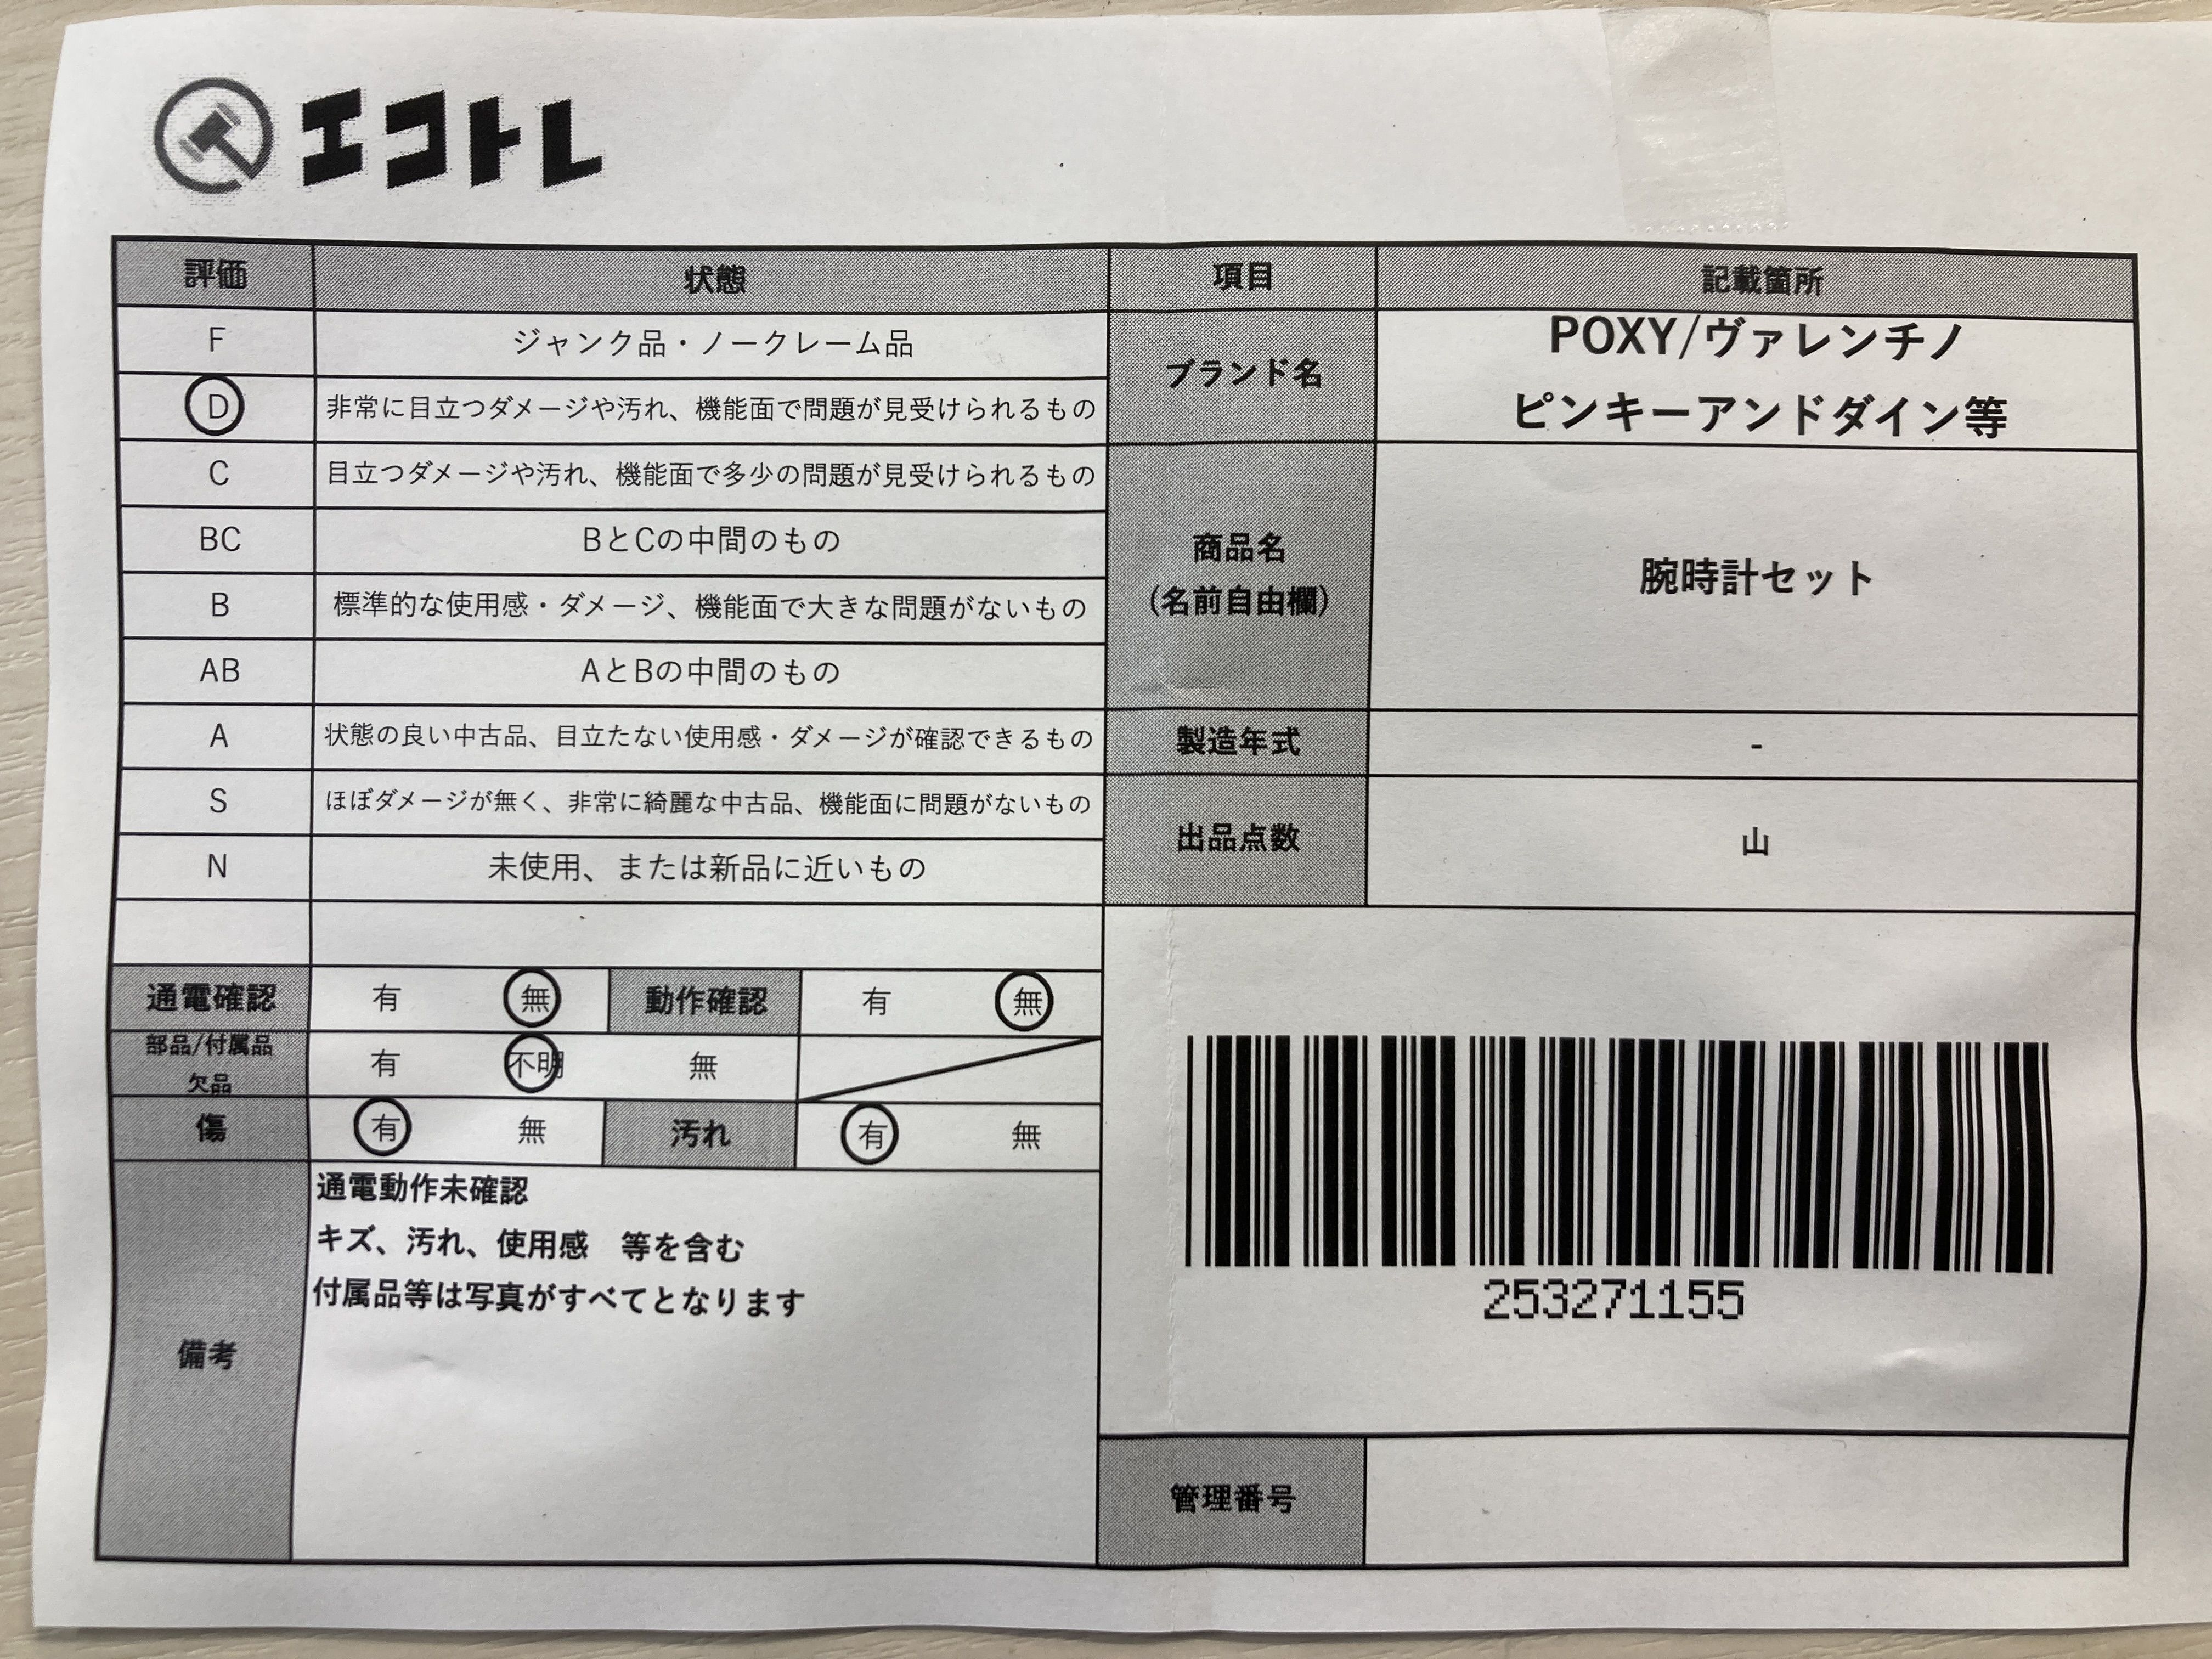 エコトレ
評価 状態 項目 記載箇所
F ジャンク品・ノークレーム品
D 非常に目立つダメージや汚れ、機能面で問題が見受けられるもの
C 目立つダメージや汚れ、機能面で多少の問題が見受けられるもの
BC BとCの中間のもの
B 標準的な使用感・ダメージ、機能面で大きな問題がないもの
AB AとBの中間のもの
A 状態の良い中古品、目立たない使用感・ダメージが確認できるもの
S ほぼダメージが無く、非常に綺麗な中古品、機能面に問題がないもの
N 未使用、または新品に近いもの
通電確認 有 無 動作確認 有 無
部品/付属品
欠品 有 不明 無
傷 有 無 汚れ 有 無
備考
通電動作未確認
キズ、汚れ、使用感　等を含む
付属品等は写真がすべてとなります
ブランド名
POXY/ヴァレンチノ
ピンキーアンドダイン等
商品名
(名前自由欄)
腕時計セット
製造年式 -
出品点数 山
253271155
管理番号